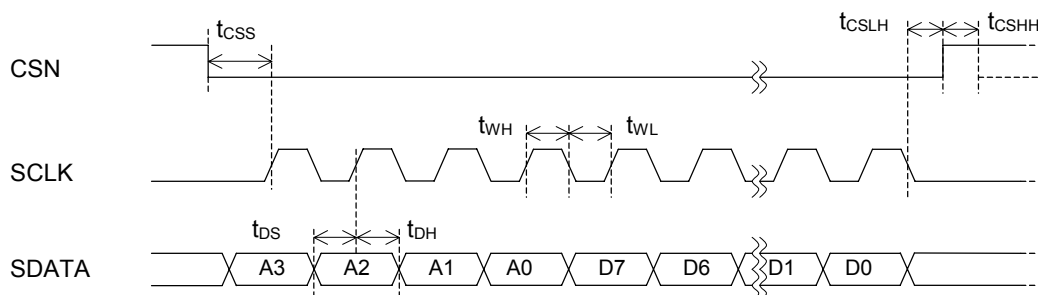 tCSS
tCSLH
tCSHH
CSN
tWH
tWL
SCLK
tDS
tDH
SDATA
A3 A2 A1 A0 D7 D6 D1 D0